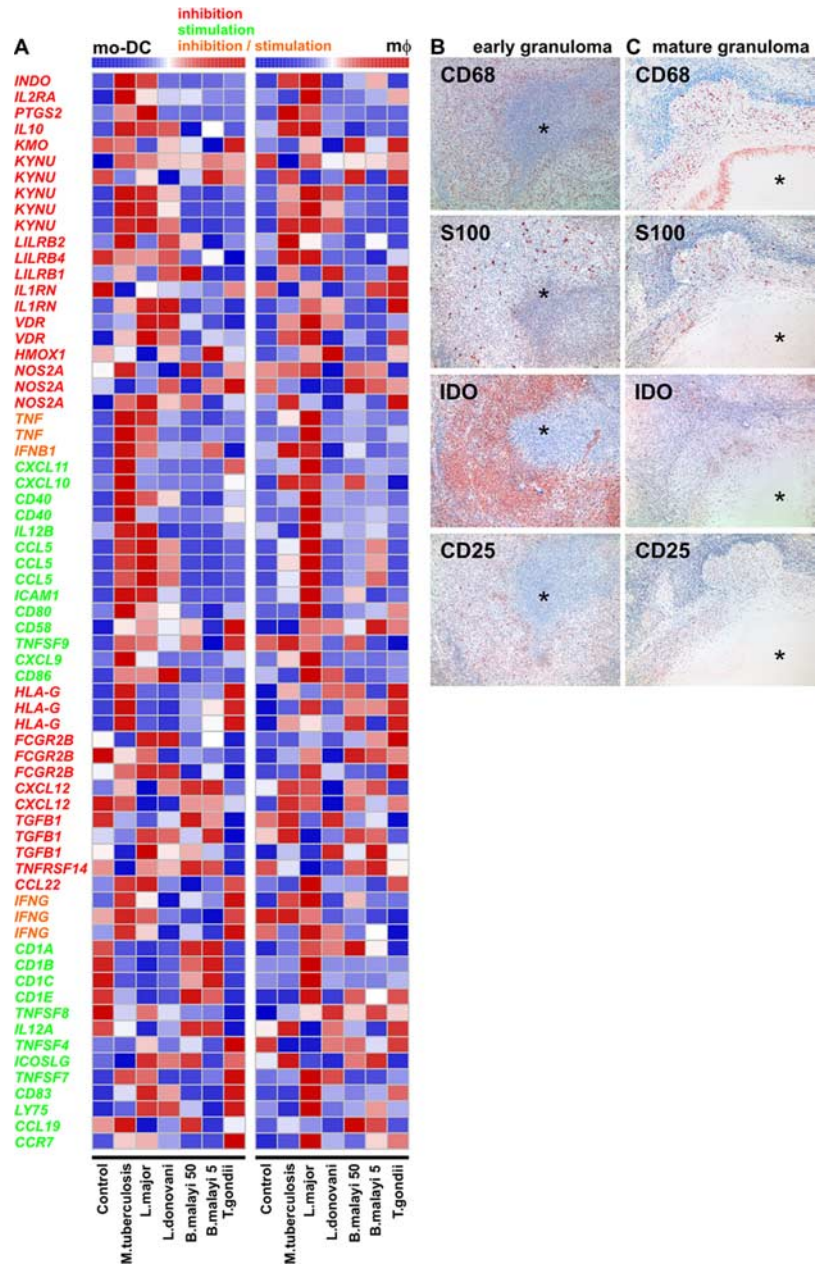 inhibition
stimulation
inhibition / stimulation
A
mo-DC
mϕ
INDO
IL2RA
PTGS2
IL10
KMO
KYNU
KYNU
KYNU
KYNU
KYNU
LILRB2
LILRB4
LILRB1
IL1RN
IL1RN
VDR
VDR
HMOX1
NOS2A
NOS2A
NOS2A
TNF
TNF
IFNB1
CXCL11
CXCL10
CD40
CD40
IL12B
CCL5
CCL5
CCL5
ICAM1
CD80
CD58
TNFSF9
CXCL9
CD86
HLA-G
HLA-G
HLA-G
FCGR2B
FCGR2B
FCGR2B
CXCL12
CXCL12
TGFB1
TGFB1
TGFB1
TNFRSF14
CCL22
IFNG
IFNG
IFNG
CD1A
CD1B
CD1C
CD1E
TNFSF8
IL12A
TNFSF4
ICOSLG
TNFSF7
CD83
LY75
CCL19
CCR7
Control
M.tuberculosis
L.major
L.donovani
B.malayi 50
B.malayi 5
T.gondii
Control
M.tuberculosis
L.major
L.donovani
B.malayi 50
B.malayi 5
T.gondii
B early granuloma
CD68
*
S100
*
IDO
*
CD25
*
C mature granuloma
CD68
*
S100
*
IDO
*
CD25
*